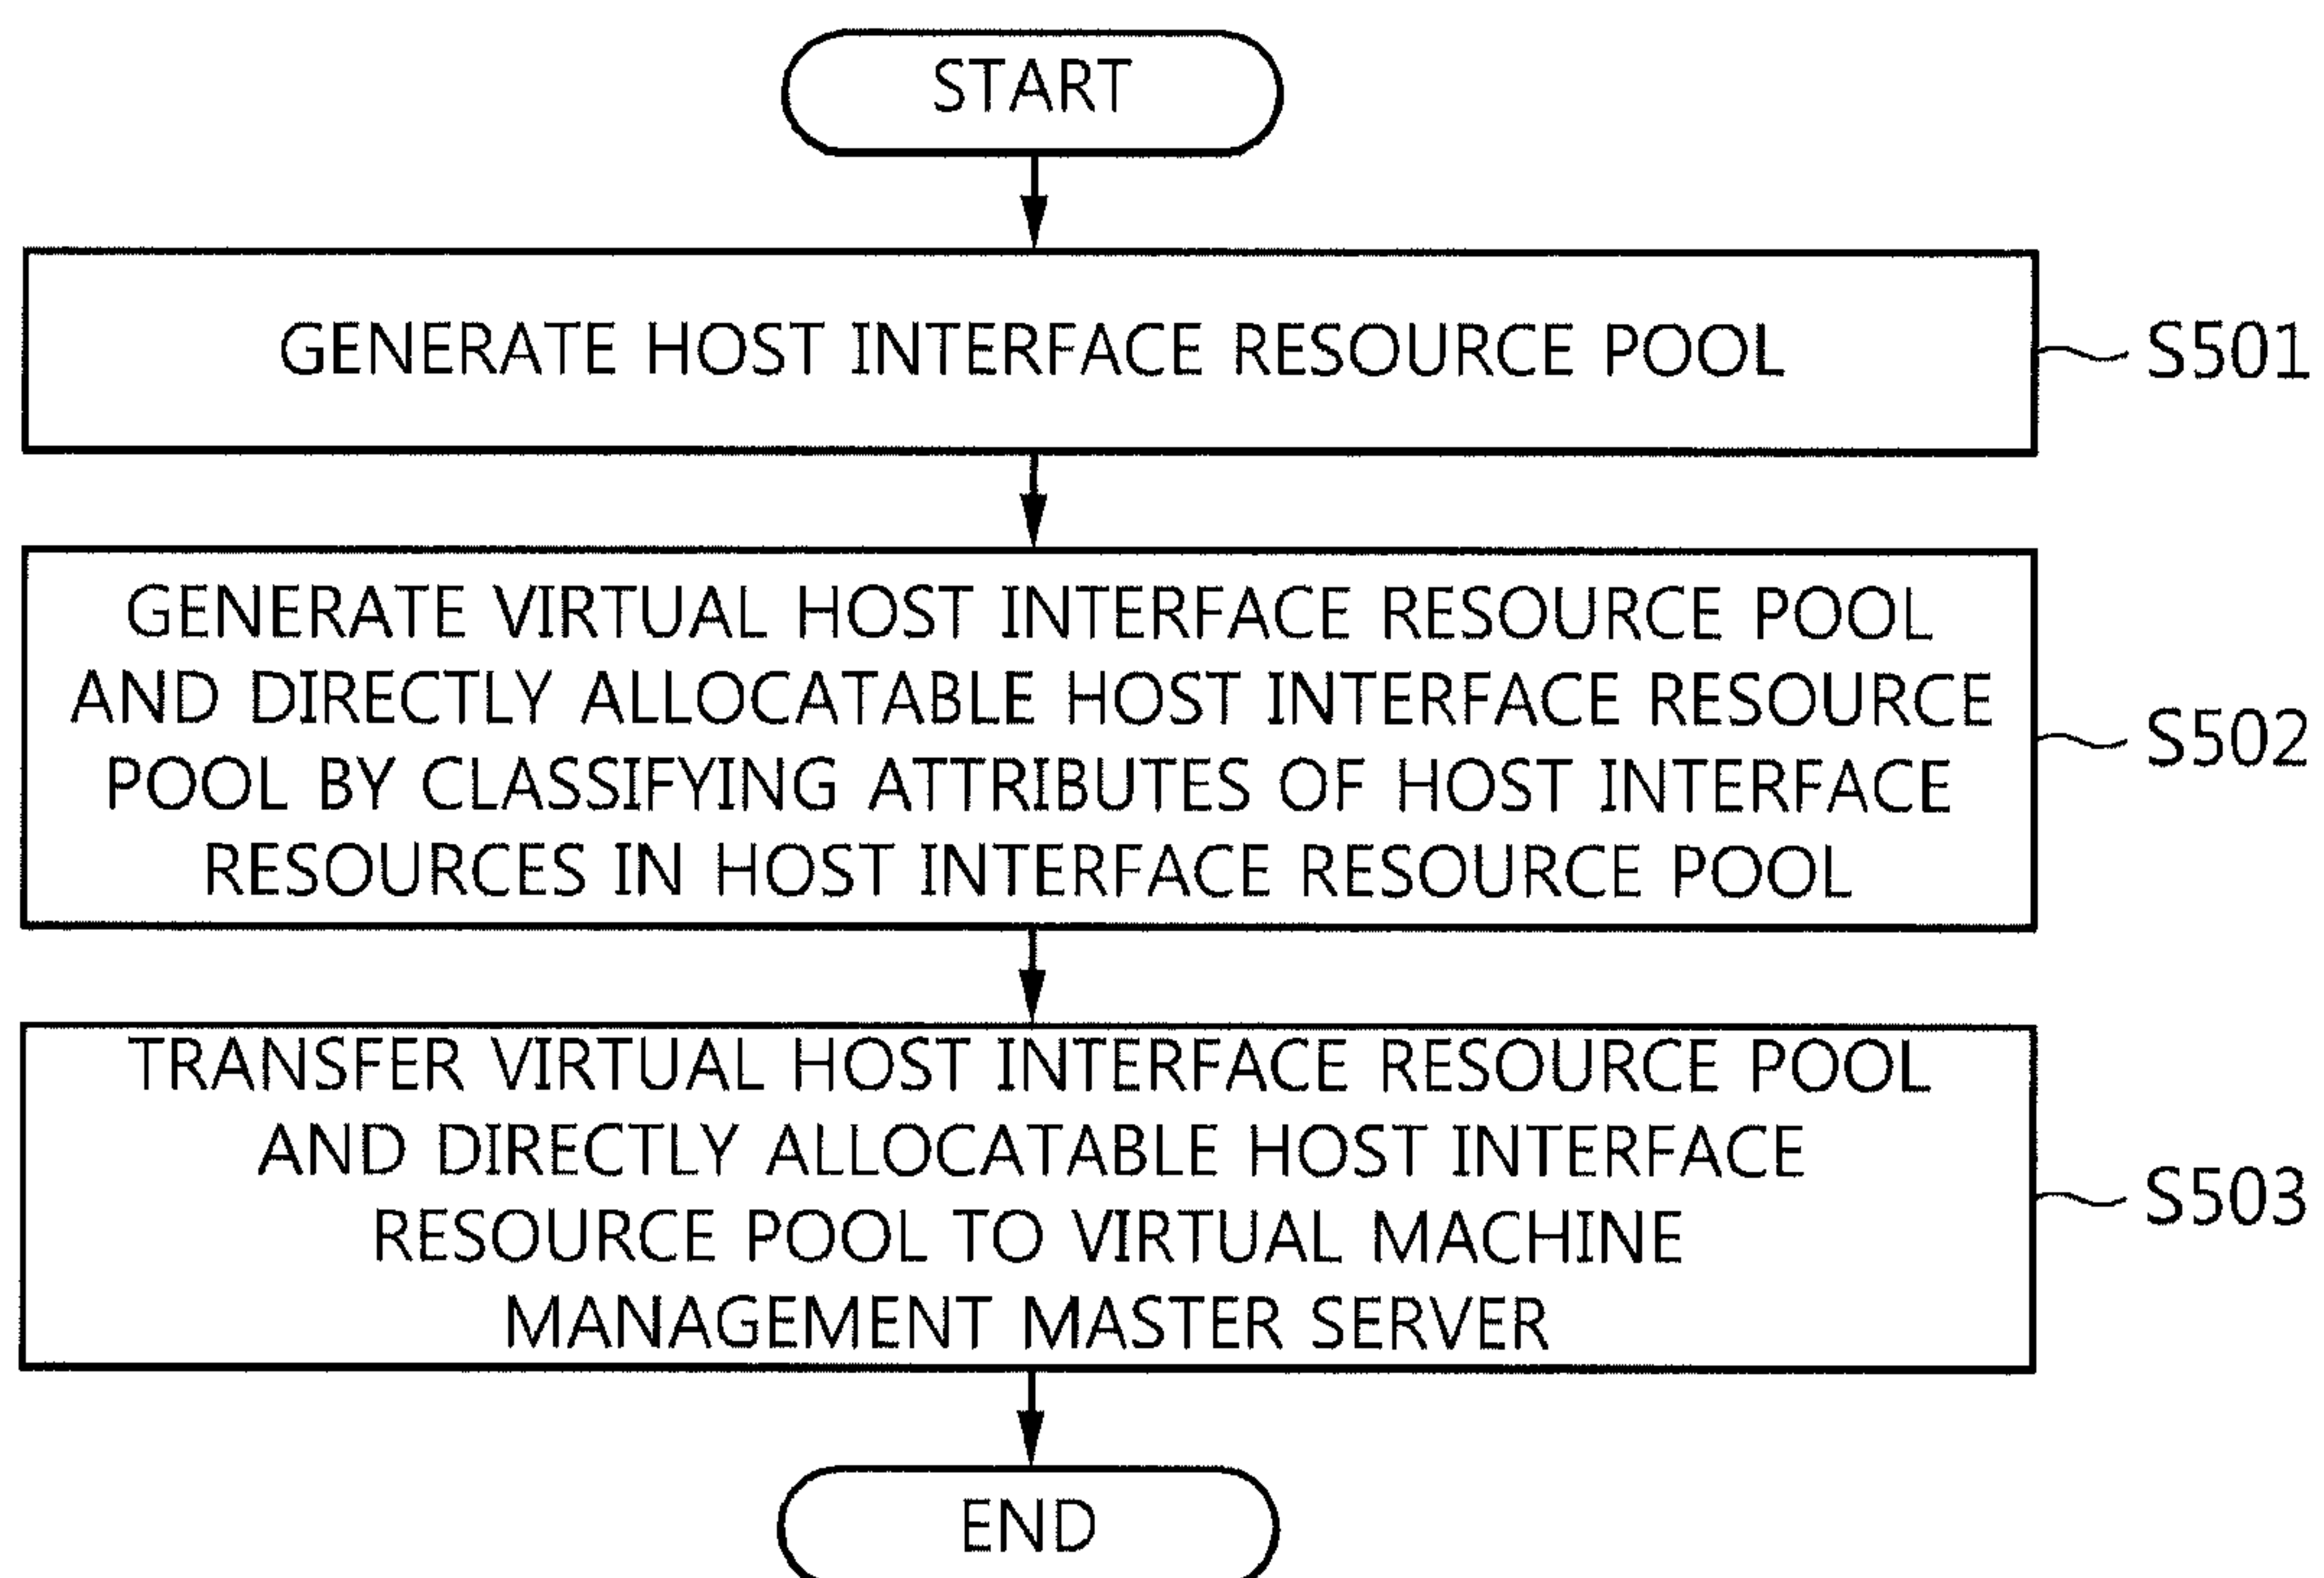 START
GENERATE HOST INTERFACE RESOURCE POOL
S501
GENERATE VIRTUAL HOST INTERFACE RESOURCE POOL
AND DIRECTLY ALLOCATABLE HOST INTERFACE RESOURCE
POOL BY CLASSIFYING ATTRIBUTES OF HOST INTERFACE
RESOURCES IN HOST INTERFACE RESOURCE POOL
S502
TRANSFER VIRTUAL HOST INTERFACE RESOURCE POOL
AND DIRECTLY ALLOCATABLE HOST INTERFACE
RESOURCE POOL TO VIRTUAL MACHINE
MANAGEMENT MASTER SERVER
S503
END